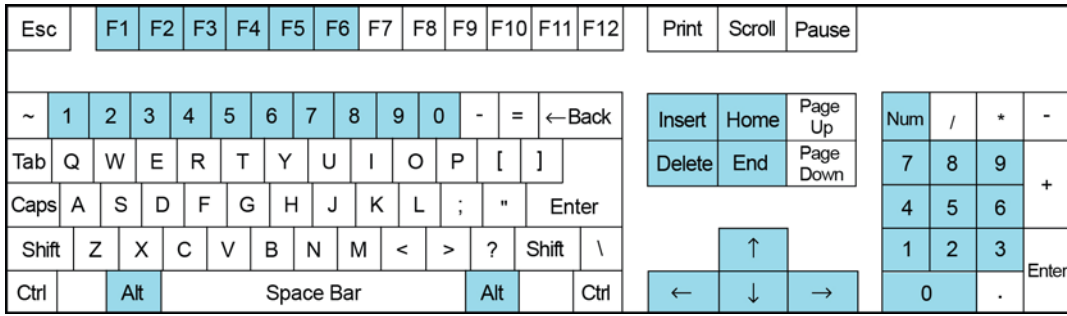 Esc F1 F2 F3 F4 F5 F6 F7 F8 F9 F10 F11 F12 Print Scroll Pause
~ 1 2 3 4 5 6 7 8 9 0 - = ←Back Insert Home Page Up Num / * -
Tab Q W E R T Y U I O P [ ] Delete End Page Down 7 8 9 +
Caps A S D F G H J K L ; " Enter 4 5 6
Shift Z X C V B N M < > ? Shift \ ↑ 1 2 3 Enter
Ctrl Alt Space Bar Alt Ctrl ← ↓ → 0 .